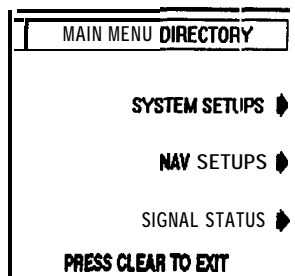 MAIN MENU DIRECTORY
SYSTEM SETUPS
NAV SETUPS
SIGNAL STATUS
PRESS CLEAR TO EXIT